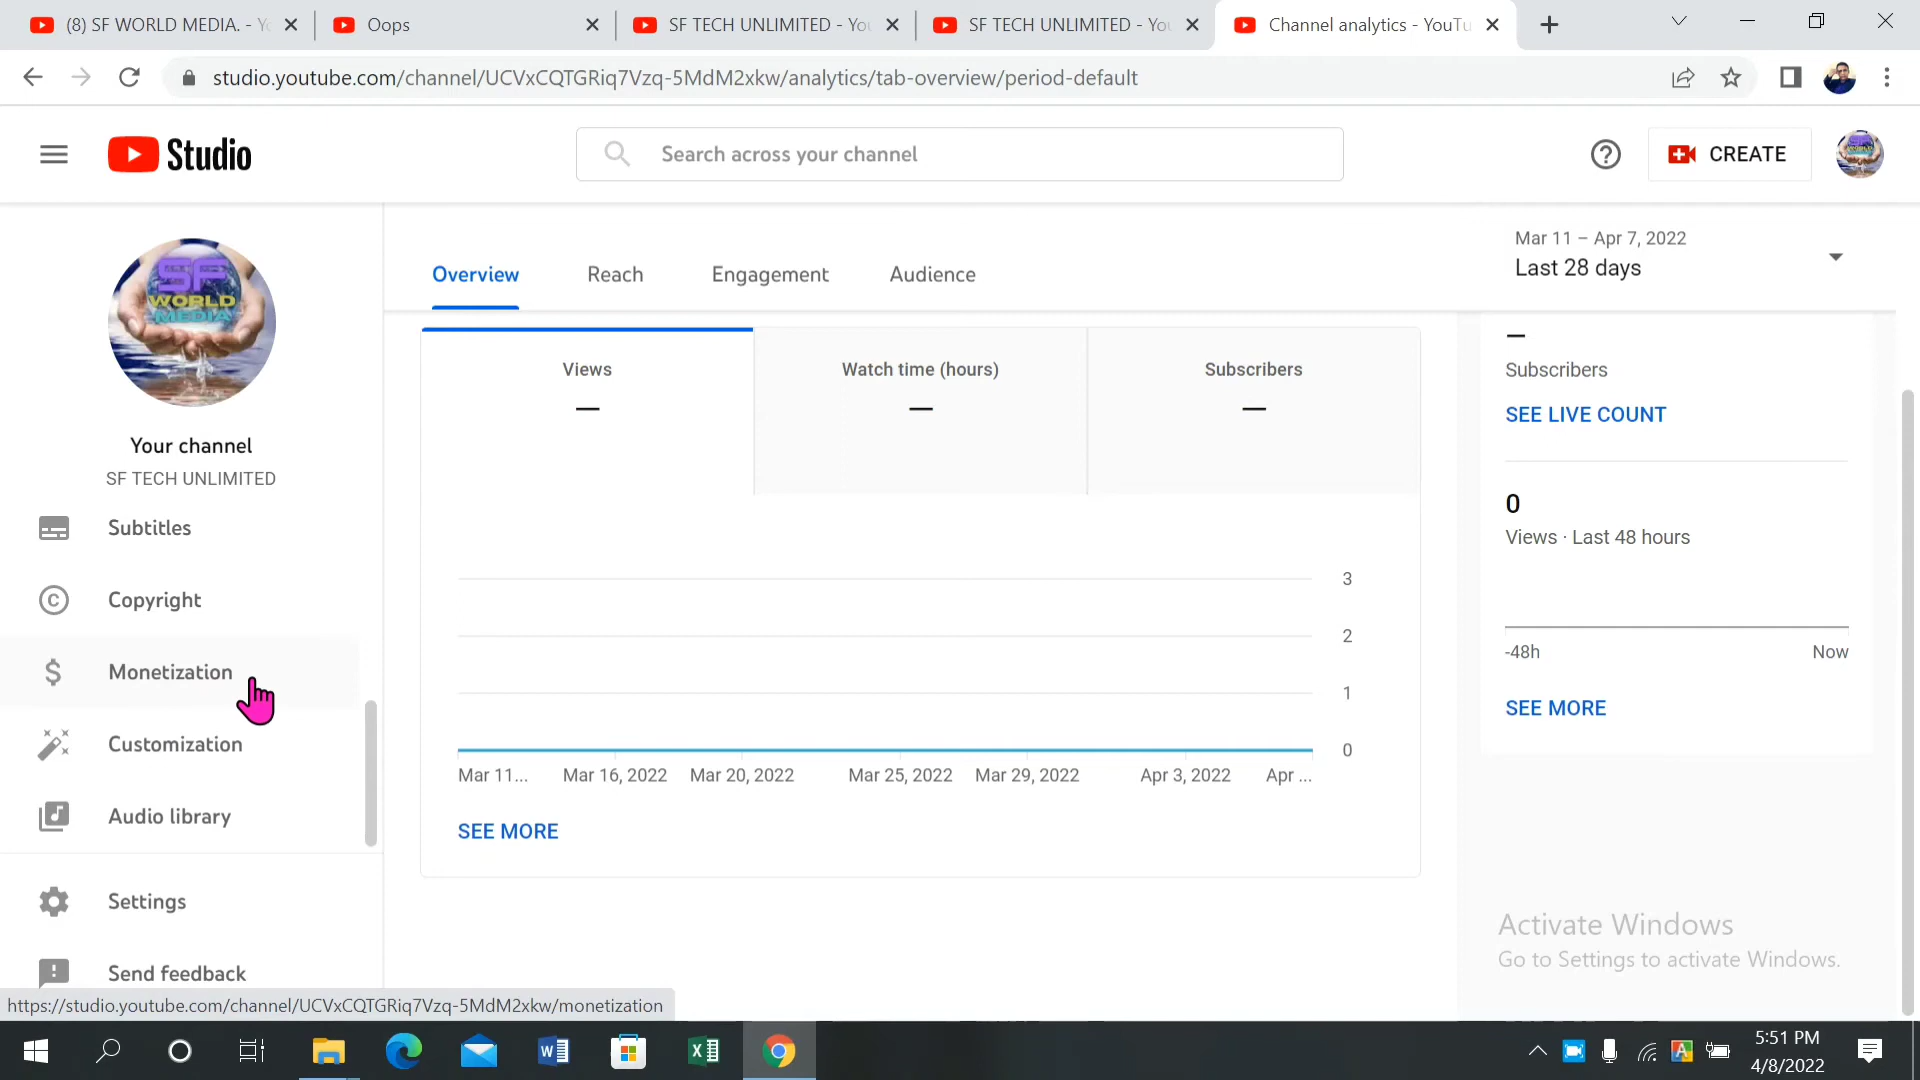 (8) SF WORLD MEDIA. - Yo
Oops
SF TECH UNLIMITED - You
SF TECH UNLIMITED - You
Channel analytics - YouTu
studio.youtube.com/channel/UCVxCQTGRiq7Vzq-5MdM2xkw/analytics/tab-overview/period-default
Studio
Search across your channel
CREATE
SF
WORLD
MEDIA
Your channel
SF TECH UNLIMITED
Subtitles
Copyright
Monetization
Customization
Audio library
Settings
Send feedback
https://studio.youtube.com/channel/UCVxCQTGRiq7Vzq-5MdM2xkw/monetization
Overview
Reach
Engagement
Audience
Mar 11 – Apr 7, 2022
Last 28 days
Views
—
Watch time (hours)
—
Subscribers
—
3
2
1
0
Mar 11...
Mar 16, 2022
Mar 20, 2022
Mar 25, 2022
Mar 29, 2022
Apr 3, 2022
Apr ...
SEE MORE
—
Subscribers
SEE LIVE COUNT
0
Views · Last 48 hours
-48h
Now
SEE MORE
Activate Windows
Go to Settings to activate Windows.
5:51 PM
4/8/2022